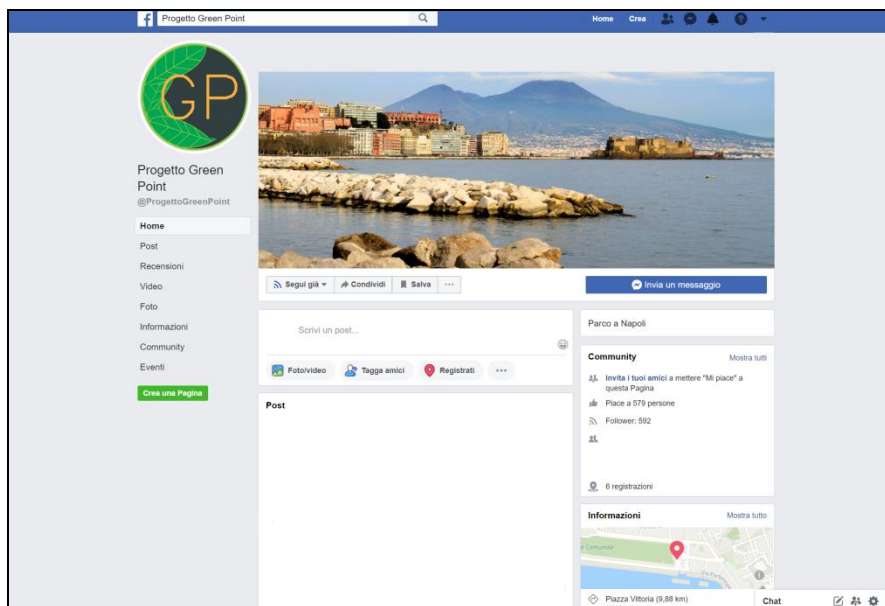 Progetto Green Point
Home Crea
GP
Progetto Green
Point
@ProgettoGreenPoint
Home
Post
Recensioni
Video
Foto
Informazioni
Community
Eventi
Crea una Pagina
Segui già Condividi Salva ...
Invia un messaggio
Scrivi un post...
Foto/video Tagga amici Registrati ...
Post
Parco a Napoli
Community Mostra tutti
Invita i tuoi amici a mettere "Mi piace" a
questa Pagina
Piace a 579 persone
Follower: 592
6 registrazioni
Informazioni Mostra tutto
Piazza Vittoria (9,88 km)
Chat